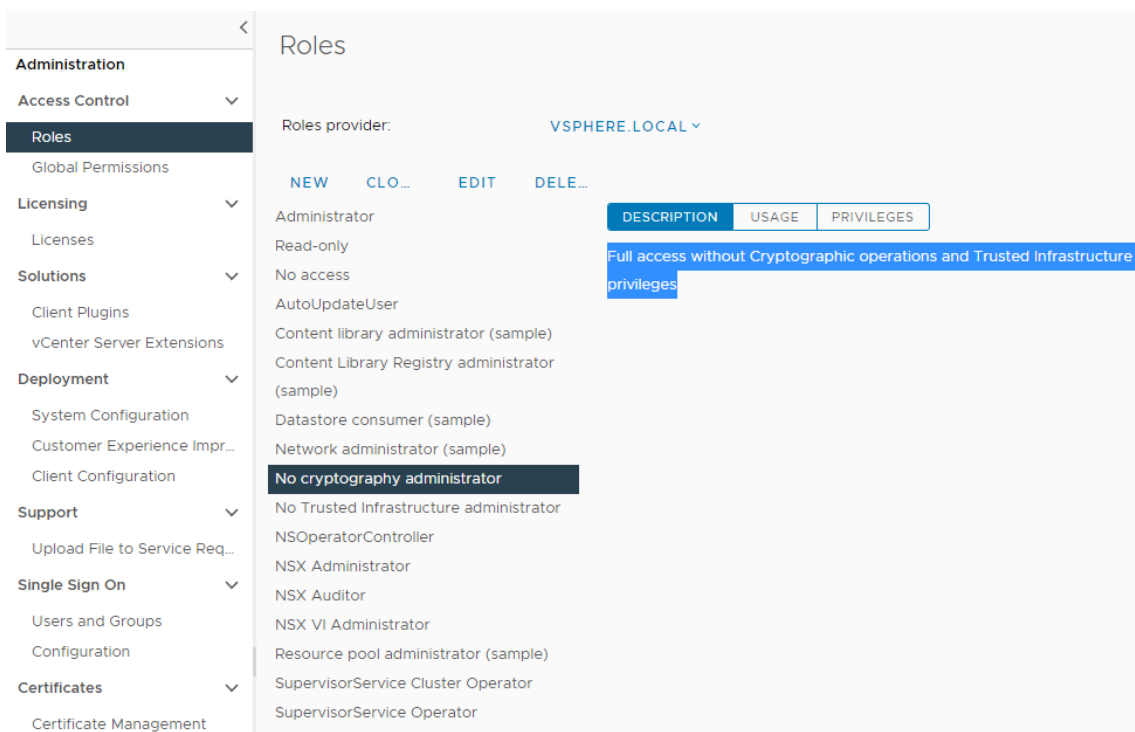 Administration
Access Control
Roles
Global Permissions
Licensing
Licenses
Solutions
Client Plugins
vCenter Server Extensions
Deployment
System Configuration
Customer Experience Impr...
Client Configuration
Support
Upload File to Service Req...
Single Sign On
Users and Groups
Configuration
Certificates
Certificate Management
Roles
Roles provider: VSPHERE.LOCAL
NEW CLO... EDIT DELE...
Administrator
Read-only
No access
AutoUpdateUser
Content library administrator (sample)
Content Library Registry administrator
(sample)
Datastore consumer (sample)
Network administrator (sample)
No cryptography administrator
No Trusted Infrastructure administrator
NSOperatorController
NSX Administrator
NSX Auditor
NSX VI Administrator
Resource pool administrator (sample)
SupervisorService Cluster Operator
SupervisorService Operator
DESCRIPTION USAGE PRIVILEGES
Full access without Cryptographic operations and Trusted Infrastructure
privileges